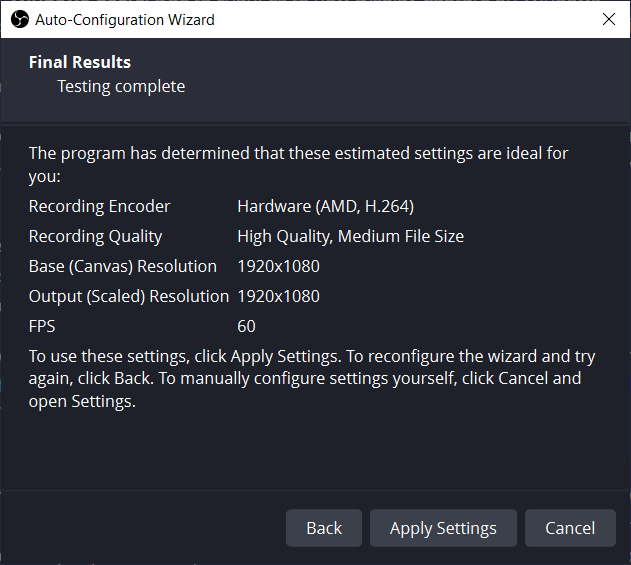 Auto-Configuration Wizard
Final Results
Testing complete
The program has determined that these estimated settings are ideal for
you:
Recording Encoder Hardware (AMD, H.264)
Recording Quality High Quality, Medium File Size
Base (Canvas) Resolution 1920x1080
Output (Scaled) Resolution 1920x1080
FPS 60
To use these settings, click Apply Settings. To reconfigure the wizard and try
again, click Back. To manually configure settings yourself, click Cancel and
open Settings.
Back Apply Settings Cancel